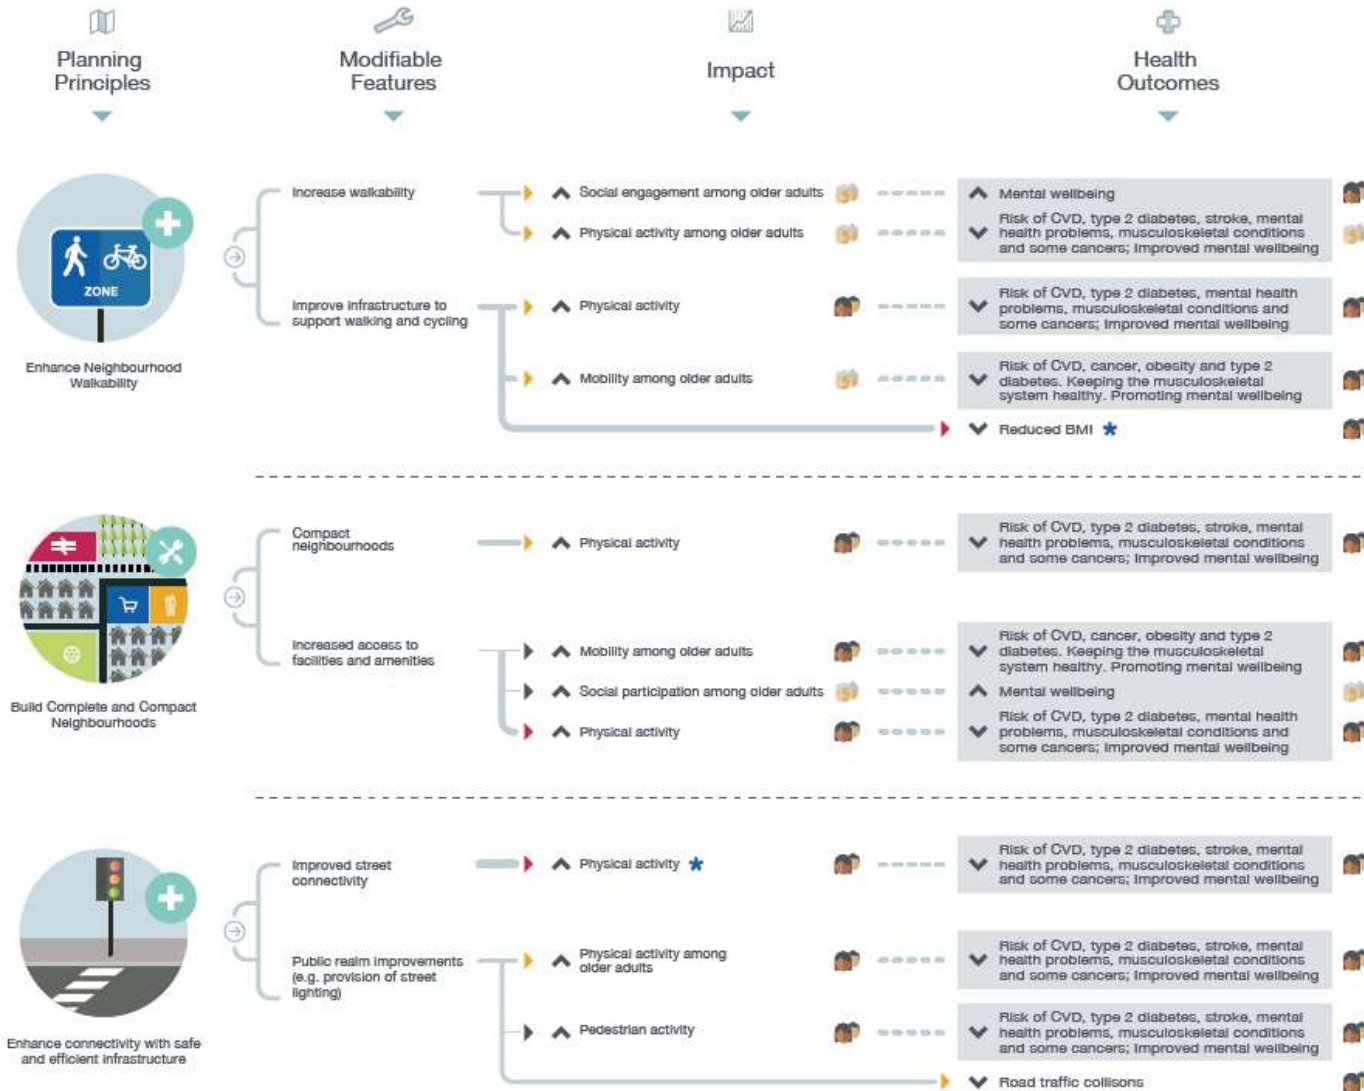 Planning
Principles
Modifiable
Features
Impact
Health
Outcomes
ZONE
Enhance Neighbourhood
Walkability
Increase walkability
Social engagement among older adults
Mental wellbeing
Physical activity among older adults
Risk of CVD, type 2 diabetes, stroke, mental
health problems, musculoskeletal conditions
and some cancers; Improved mental wellbeing
Improve infrastructure to
support walking and cycling
Physical activity
Risk of CVD, type 2 diabetes, mental health
problems, musculoskeletal conditions and
some cancers; Improved mental wellbeing
Mobility among older adults
Risk of CVD, cancer, obesity and type 2
diabetes. Keeping the musculoskeletal
system healthy. Promoting mental wellbeing
Reduced BMI *
Build Complete and Compact
Neighbourhoods
Compact
neighbourhoods
Physical activity
Risk of CVD, type 2 diabetes, stroke, mental
health problems, musculoskeletal conditions
and some cancers; Improved mental wellbeing
Increased access to
facilities and amenities
Mobility among older adults
Risk of CVD, cancer, obesity and type 2
diabetes. Keeping the musculoskeletal
system healthy. Promoting mental wellbeing
Social participation among older adults
Mental wellbeing
Physical activity
Risk of CVD, type 2 diabetes, mental health
problems, musculoskeletal conditions and
some cancers; Improved mental wellbeing
Enhance connectivity with safe
and efficient infrastructure
Improved street
connectivity
Physical activity *
Risk of CVD, type 2 diabetes, stroke, mental
health problems, musculoskeletal conditions
and some cancers; Improved mental wellbeing
Public realm improvements
(e.g. provision of street
lighting)
Physical activity among
older adults
Risk of CVD, type 2 diabetes, stroke, mental
health problems, musculoskeletal conditions
and some cancers; Improved mental wellbeing
Pedestrian activity
Risk of CVD, type 2 diabetes, stroke, mental
health problems, musculoskeletal conditions
and some cancers; Improved mental wellbeing
Road traffic collisons